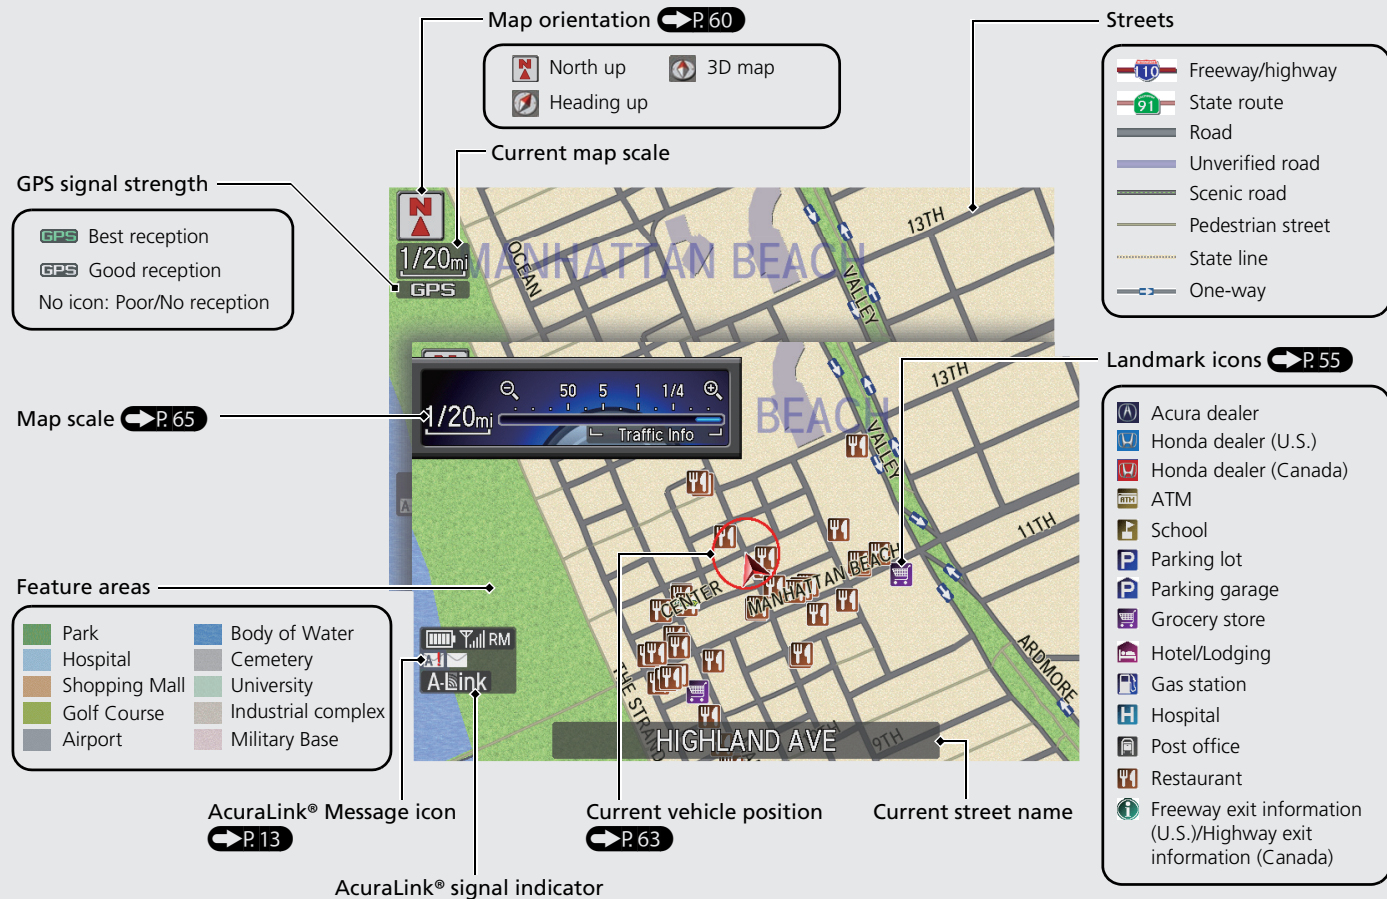 Map orientation P. 60
North up
3D map
Heading up
Current map scale
GPS signal strength
GPS Best reception
GPS Good reception
No icon: Poor/No reception
Streets
110 Freeway/highway
91 State route
Road
Unverified road
Scenic road
Pedestrian street
State line
One-way
N
1/20mi
GPS
MANHATTAN BEACH
OCEAN
VALLEY
13TH
Map scale P. 65
1/20mi
50 5 1 1/4
Traffic Info
BEACH
VALLEY
13TH
11TH
CENTER
MANHATTAN BEACH
ARDMORE
THE STRAND
9TH
HIGHLAND AVE
RM
A-Link
Landmark icons P. 55
Acura dealer
Honda dealer (U.S.)
Honda dealer (Canada)
ATM ATM
School
P Parking lot
P Parking garage
Grocery store
Hotel/Lodging
Gas station
H Hospital
Post office
Restaurant
i Freeway exit information
(U.S.)/Highway exit
information (Canada)
Feature areas
Park
Hospital
Shopping Mall
Golf Course
Airport
Body of Water
Cemetery
University
Industrial complex
Military Base
AcuraLink® Message icon
P. 13
AcuraLink® signal indicator
Current vehicle position
P. 63
Current street name